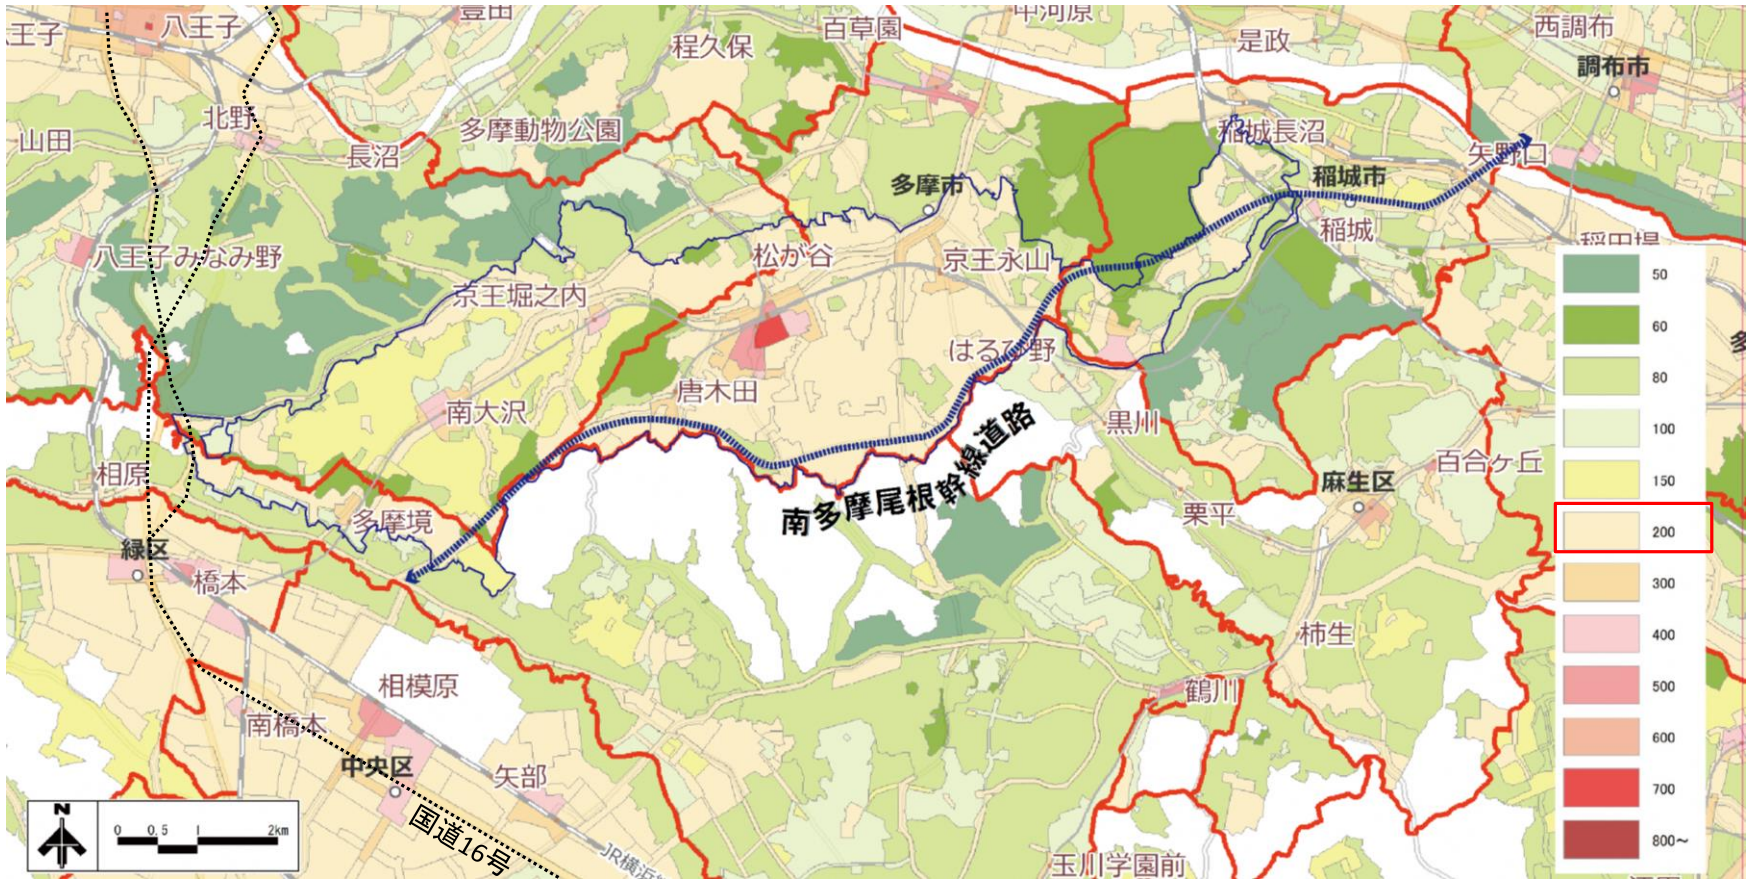 八王子
八王子
豊田
程久保
百草園
中河原
是政
西調布
調布市
山田
北野
長沼
多摩動物公園
稲城長沼
矢野口
多摩市
稲城市
稲城
稲田堤
八王子みなみ野
松が谷
京王永山
京王堀之内
はるひ野
唐木田
南大沢
黒川
百合ヶ丘
麻生区
栗平
相原
多摩境
緑区
橋本
南多摩尾根幹線道路
柿生
鶴川
相模原
南橋本
中央区
矢部
国道16号
玉川学園前
50
60
80
100
150
200
300
400
500
600
700
800～
N
0 0.5 1 2km